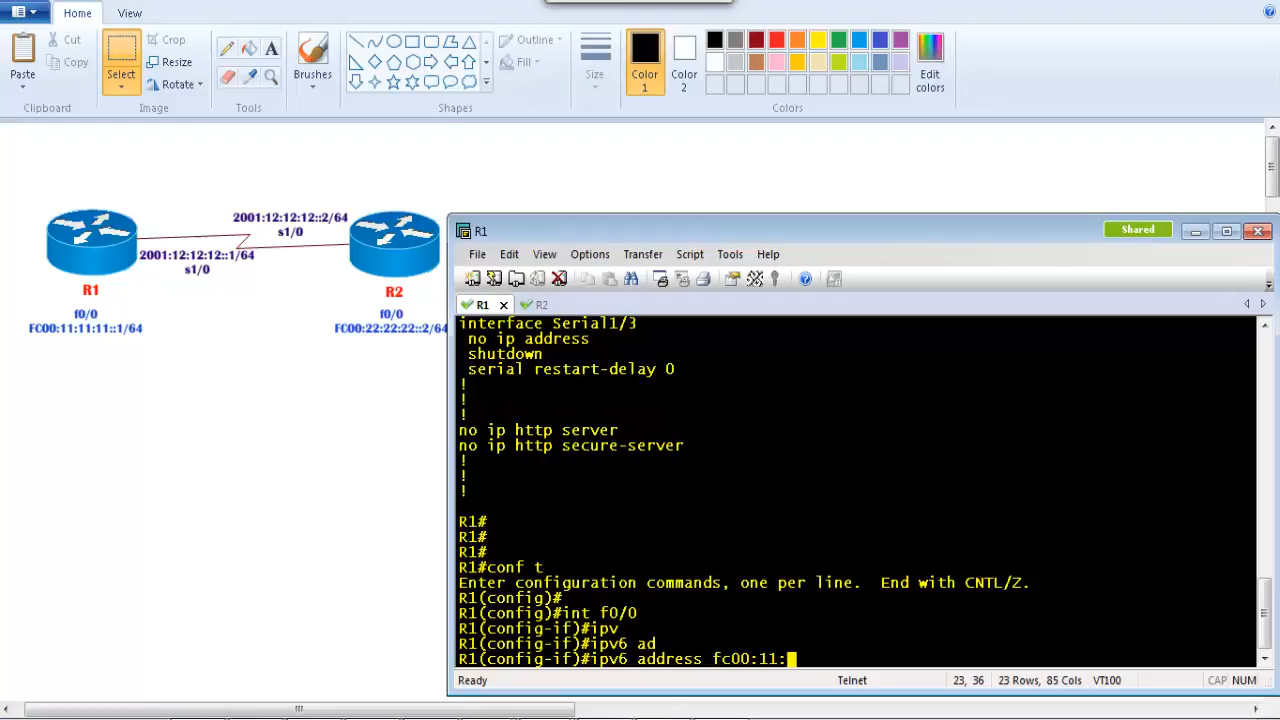 Home
View
Paste
Cut
Copy
Clipboard
Select
Crop
Resize
Rotate
Image
A
Tools
Brushes
Outline
Fill
Shapes
Size
Color
1
Color
2
Edit
colors
Colors
2001:12:12:12::2/64
s1/0
2001:12:12:12::1/64
s1/0
R1
f0/0
FC00:11:11:11::1/64
R2
f0/0
FC00:22:22:22::2/64
R1
Shared
File Edit View Options Transfer Script Tools Help
R1
R2
interface Serial1/3
no ip address
shutdown
serial restart-delay 0
!
!
!
no ip http server
no ip http secure-server
!
!
!
R1#
R1#
R1#
R1#conf t
Enter configuration commands, one per line. End with CNTL/Z.
R1(config)#
R1(config)#int f0/0
R1(config-if)#ipv
R1(config-if)#ipv6 ad
R1(config-if)#ipv6 address fc00:11:
Ready Telnet 23, 36 23 Rows, 85 Cols VT100 CAP NUM